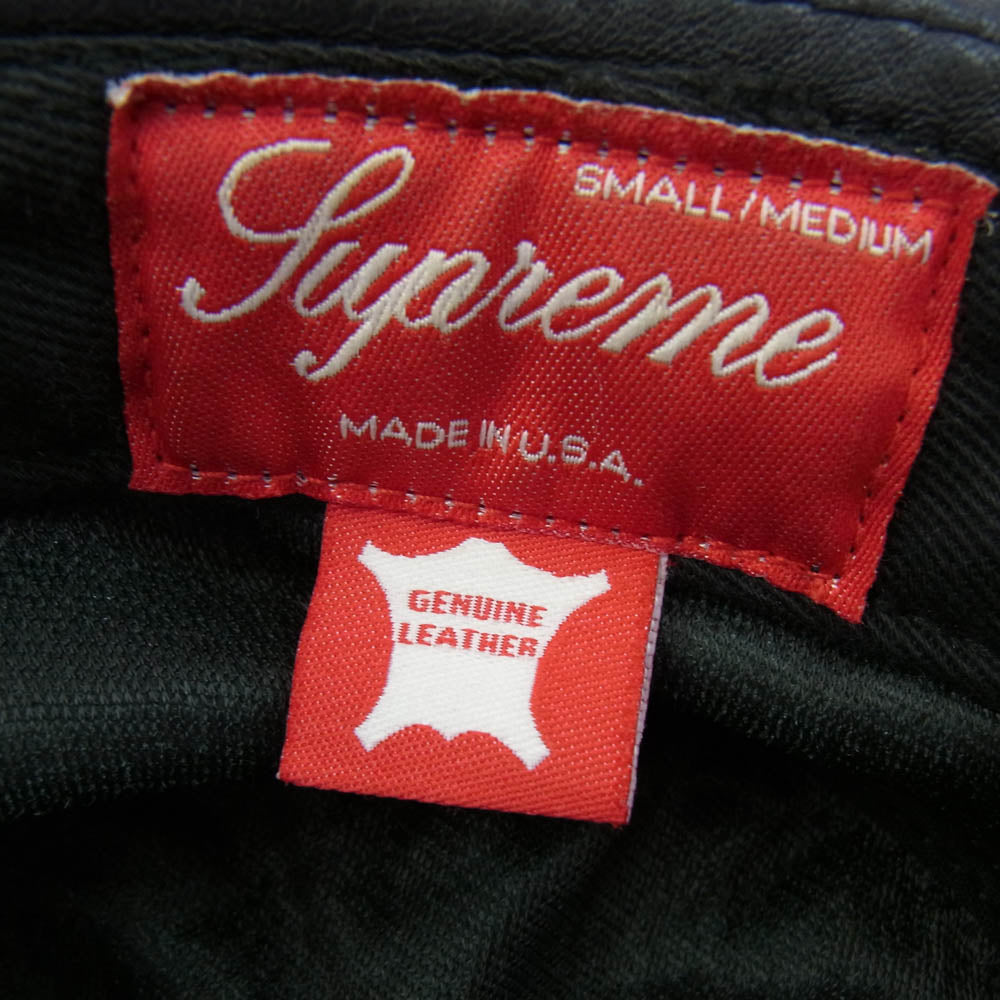 SMALL/MEDIUM
Supreme
MADE IN U.S.A.
GENUINE
LEATHER